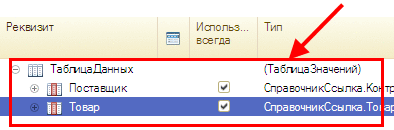 Реквизит Использ... всегда Тип
ТаблицаДанных (ТаблицаЗначений)
Поставщик СправочникСсылка.Контр
Товар СправочникСсылка.Товар